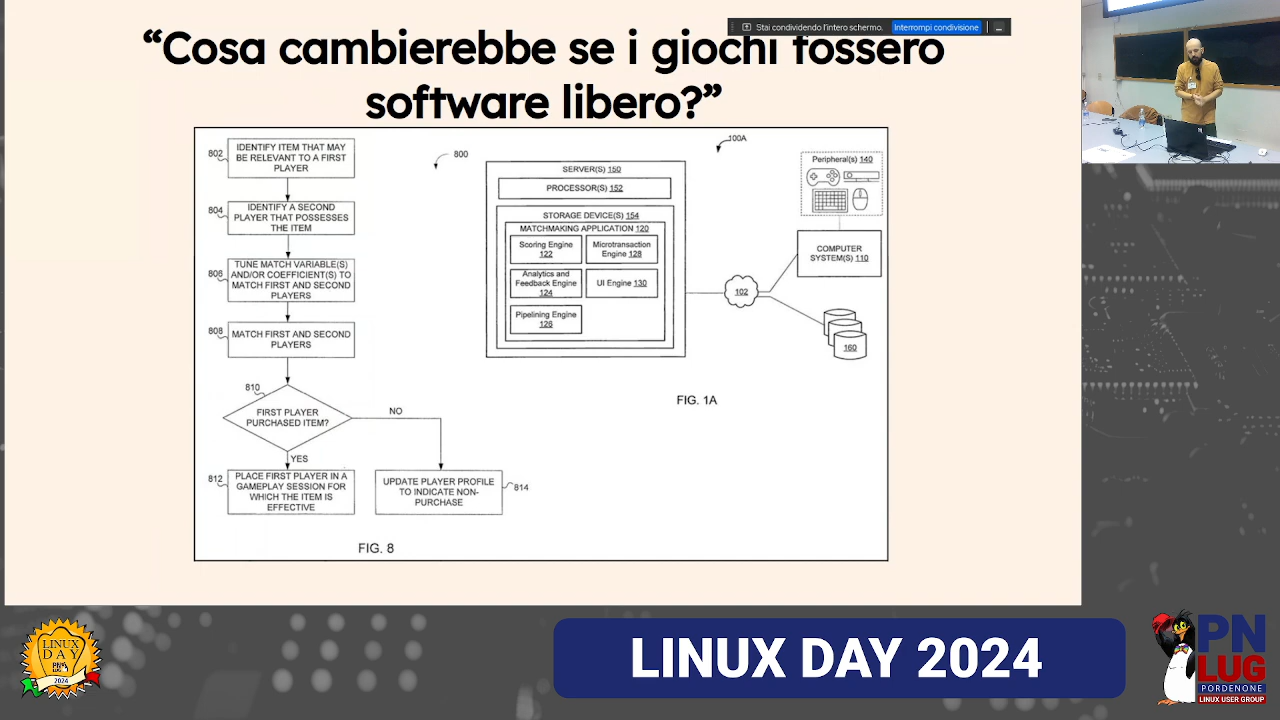 Stai condividendo l'intero schermo.
Interrompi condivisione
“Cosa cambierebbe se i giochi fossero
software libero?”
802
IDENTIFY ITEM THAT MAY
BE RELEVANT TO A FIRST
PLAYER
800
804
IDENTIFY A SECOND
PLAYER THAT POSSESSES
THE ITEM
806
TUNE MATCH VARIABLE(S)
AND/OR COEFFICIENT(S) TO
MATCH FIRST AND SECOND
PLAYERS
808
MATCH FIRST AND SECOND
PLAYERS
810
FIRST PLAYER
PURCHASED ITEM?
NO
YES
812
PLACE FIRST PLAYER IN A
GAMEPLAY SESSION FOR
WHICH THE ITEM IS
EFFECTIVE
UPDATE PLAYER PROFILE
TO INDICATE NON-
PURCHASE
814
FIG. 8
100A
SERVER(S) 150
PROCESSOR(S) 152
STORAGE DEVICE(S) 154
MATCHMAKING APPLICATION 120
Scoring Engine
122
Microtransaction
Engine 128
Analytics and
Feedback Engine
124
UI Engine 130
Pipelining Engine
126
102
Peripheral(s) 140
COMPUTER
SYSTEM(S) 110
160
FIG. 1A
LINUX
DAY
PN
LUG
2024
LINUX DAY 2024
PN
LUG
PORDENONE
LINUX USER GROUP